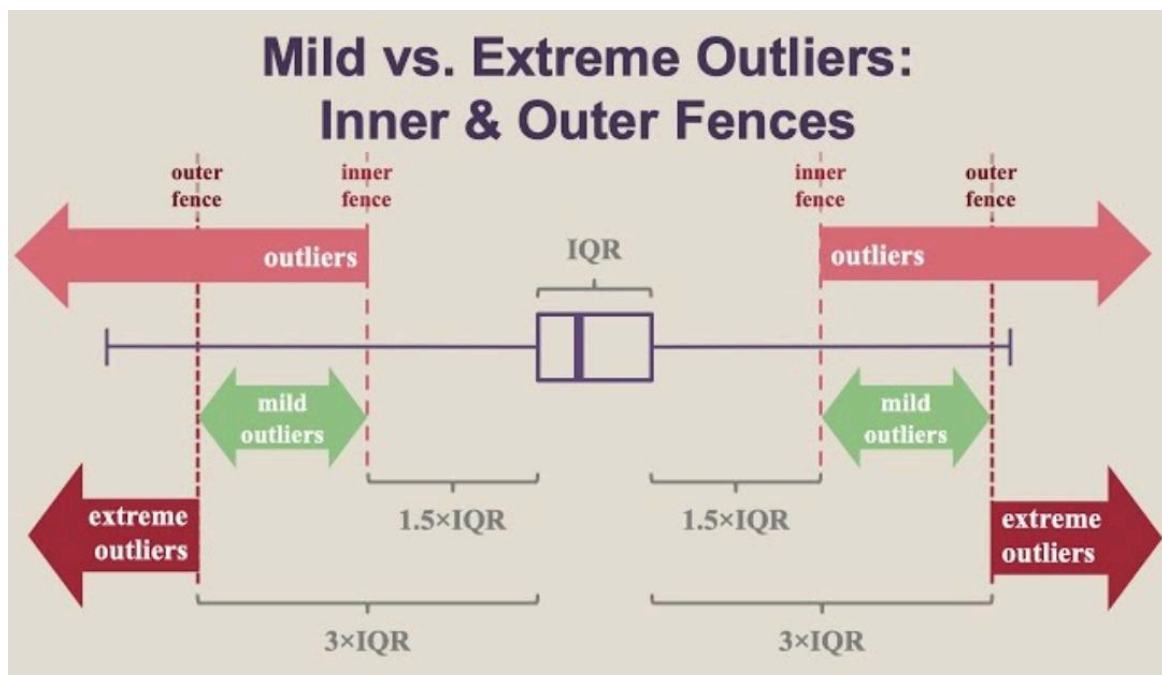 Mild vs. Extreme Outliers:
Inner & Outer Fences
outer
fence
inner
fence
inner
fence
outer
fence
outliers
IQR
outliers
mild
outliers
mild
outliers
extreme
outliers
1.5×IQR
1.5×IQR
extreme
outliers
3×IQR
3×IQR